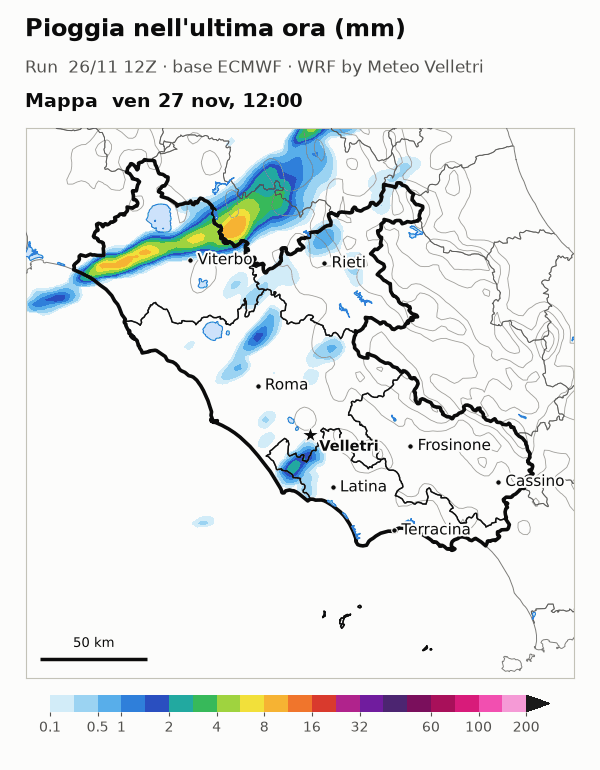 Pioggia nell'ultima ora (mm)
Run  26/11 12Z · base ECMWF · WRF by Meteo Velletri
Mappa  ven 27 nov, 12:00
Viterbo
Rieti
Roma
Velletri
Frosinone
Latina
Cassino
Terracina
50 km
0.1 0.5 1 2 4 8 16 32 60 100 200